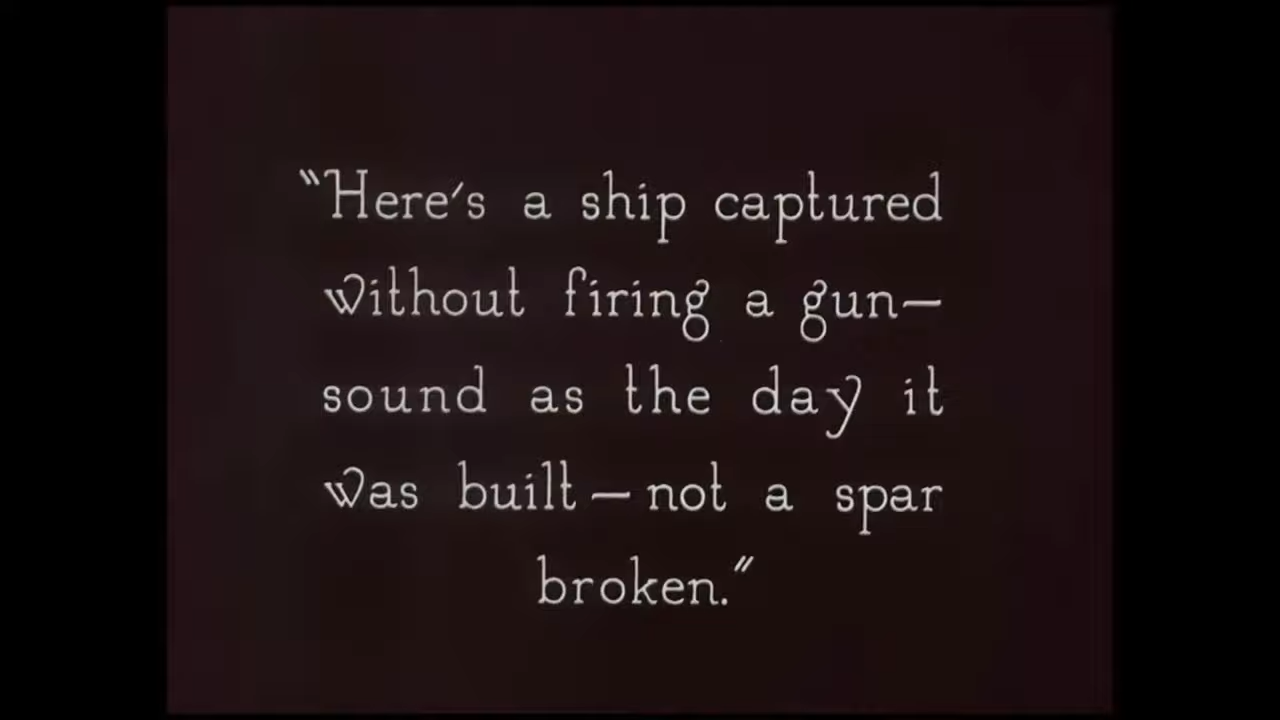 "Here's a ship captured
without firing a gun—
sound as the day it
was built—not a spar
broken."